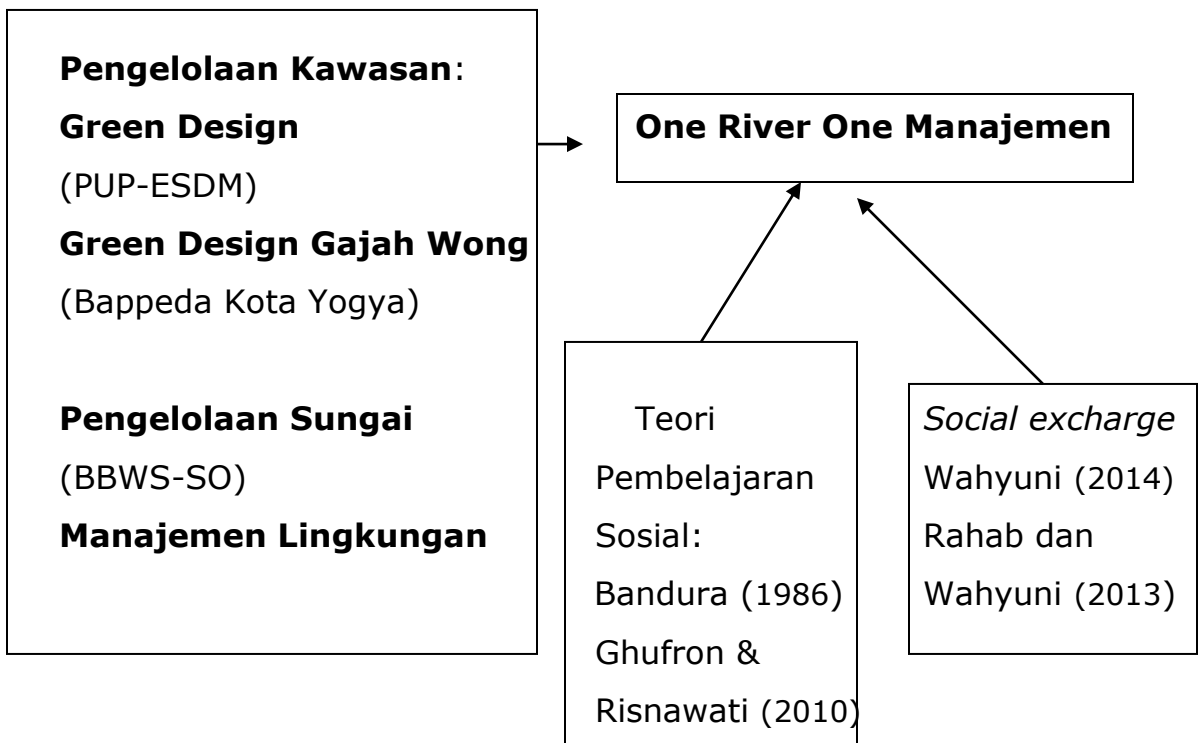 Pengelolaan Kawasan:
Green Design
(PUP-ESDM)
Green Design Gajah Wong
(Bappeda Kota Yogya)
Pengelolaan Sungai
(BBWS-SO)
Manajemen Lingkungan
One River One Manajemen
Teori
Pembelajaran
Sosial:
Bandura (1986)
Ghufron &
Risnawati (2010)
Social excharge
Wahyuni (2014)
Rahab dan
Wahyuni (2013)